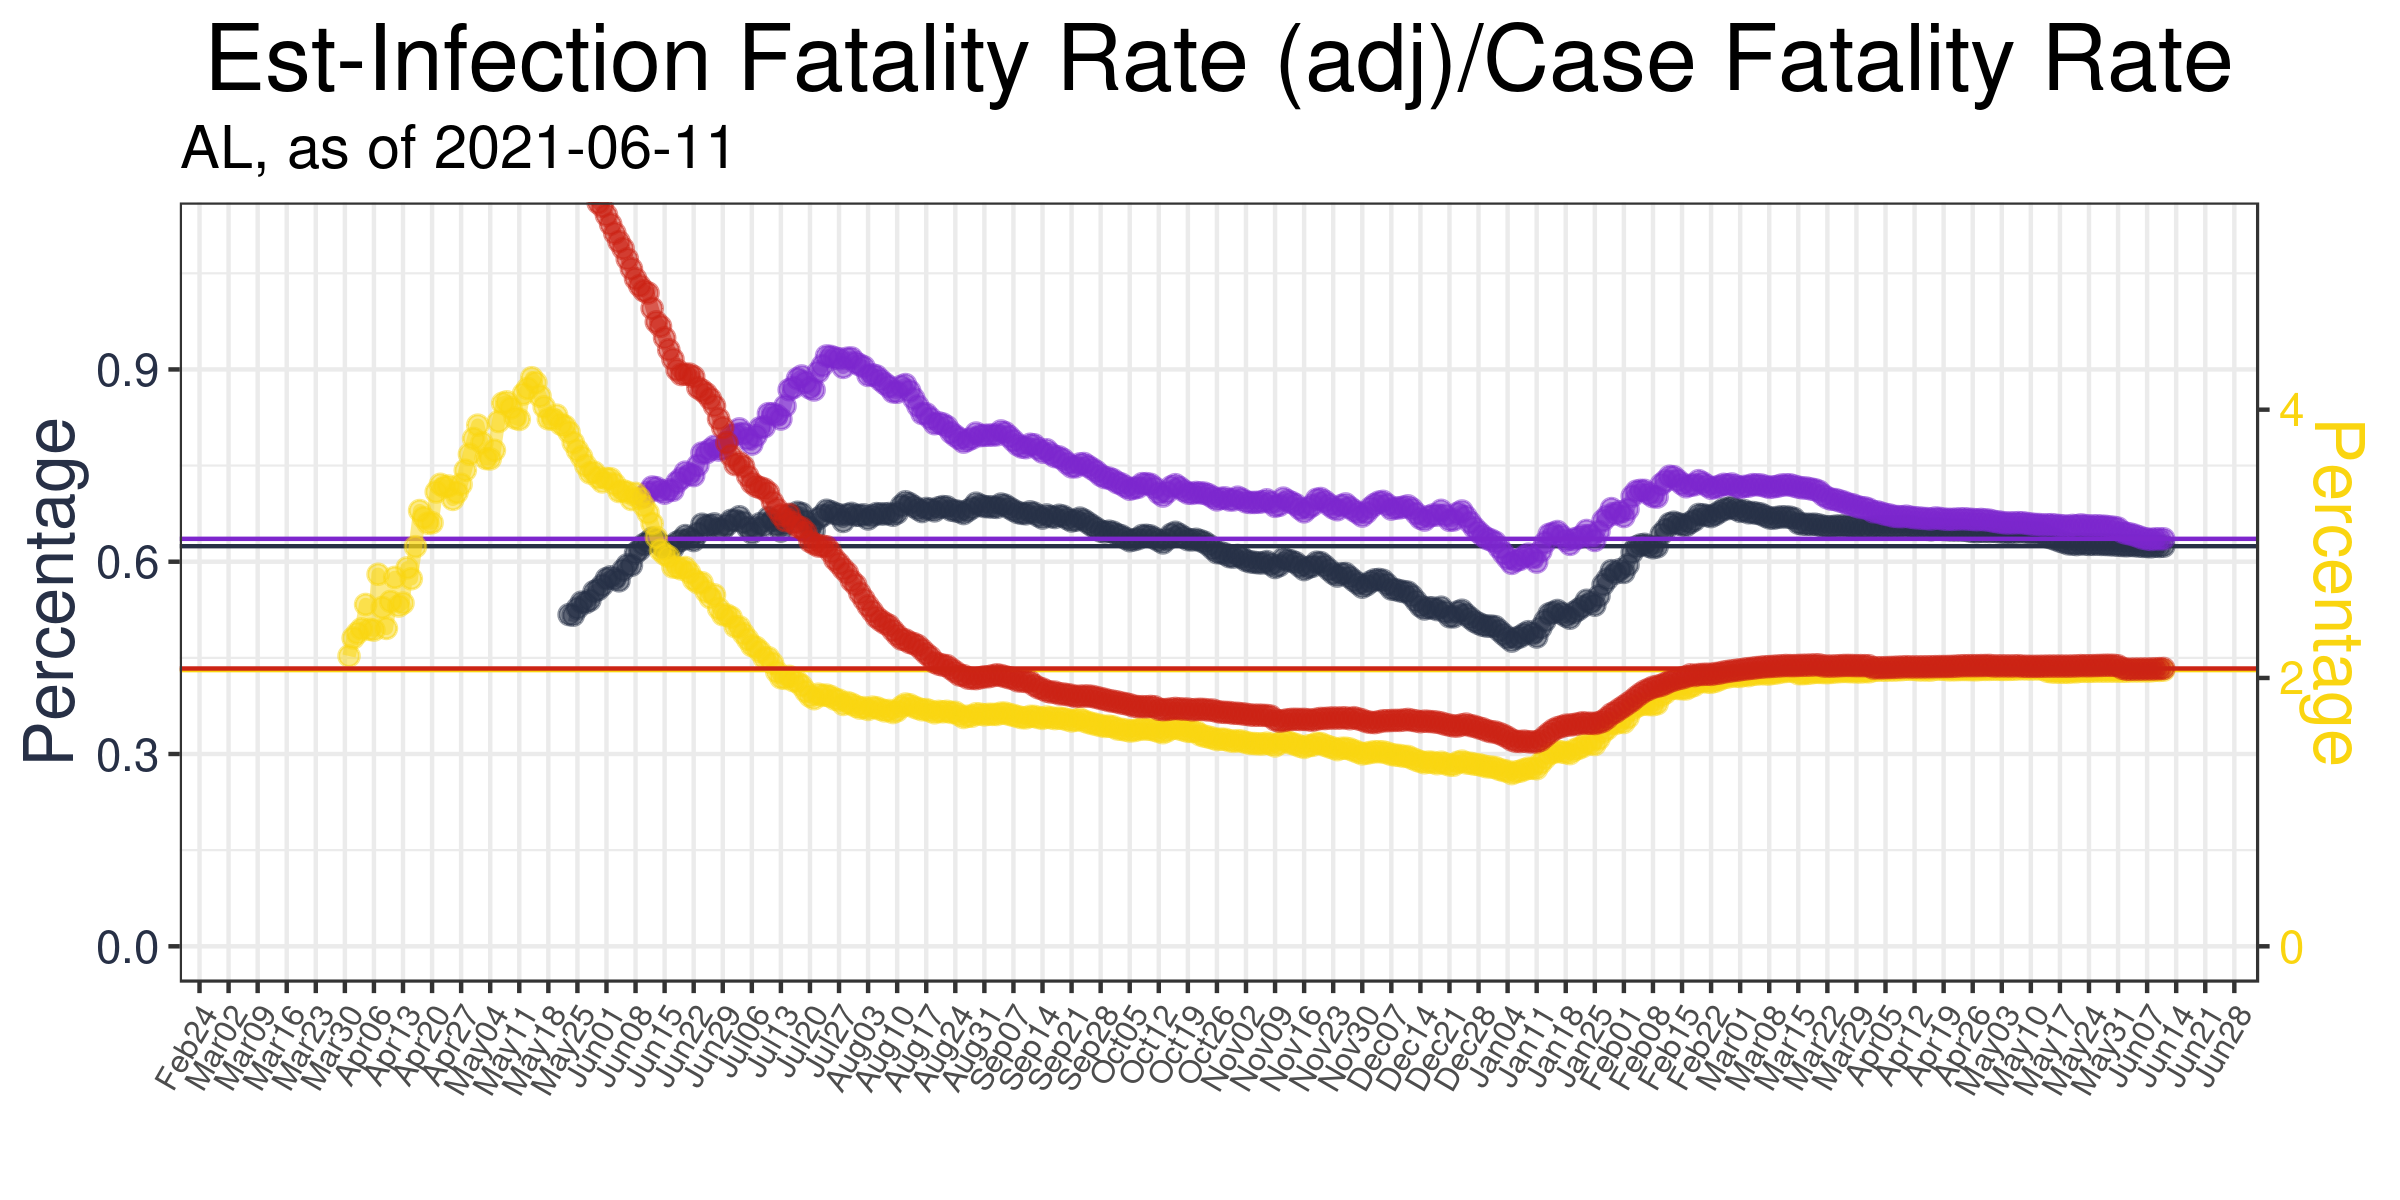 Est-Infection Fatality Rate (adj)/Case Fatality Rate
AL, as of 2021-06-11
Percentage
0.9
0.6
0.3
0.0
4
2
0
Percentage
Feb24
Mar02
Mar09
Mar16
Mar23
Mar30
Apr06
Apr13
Apr20
Apr27
May04
May11
May18
May25
Jun01
Jun08
Jun15
Jun22
Jun29
Jul06
Jul13
Jul20
Jul27
Aug03
Aug10
Aug17
Aug24
Aug31
Sep07
Sep14
Sep21
Sep28
Oct05
Oct12
Oct19
Oct26
Nov02
Nov09
Nov16
Nov23
Nov30
Dec07
Dec14
Dec21
Dec28
Jan04
Jan11
Jan18
Jan25
Feb01
Feb08
Feb15
Feb22
Mar01
Mar08
Mar15
Mar22
Mar29
Apr05
Apr12
Apr19
Apr26
May03
May10
May17
May24
May31
Jun07
Jun14
Jun21
Jun28